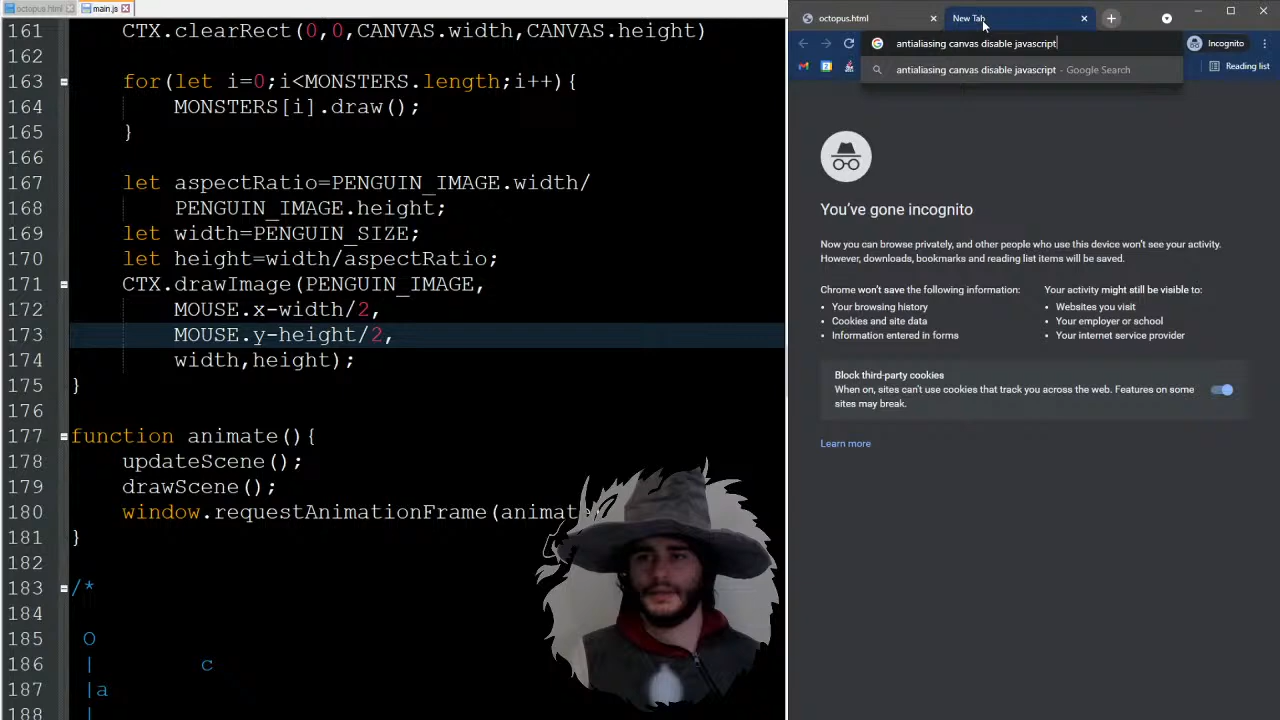 octopus.html
main.js
161 CTX.clearRect(0,0,CANVAS.width,CANVAS.height)
162
163 for(let i=0;i<MONSTERS.length;i++){
164 MONSTERS[i].draw();
165 }
166
167 let aspectRatio=PENGUIN_IMAGE.width/
168 PENGUIN_IMAGE.height;
169 let width=PENGUIN_SIZE;
170 let height=width/aspectRatio;
171 CTX.drawImage(PENGUIN_IMAGE,
172 MOUSE.x-width/2,
173 MOUSE.y-height/2,
174 width,height);
175 }
176
177 function animate(){
178 updateScene();
179 drawScene();
180 window.requestAnimationFrame(animate
181 }
182
183 /*
184
185 O
186 | c
187 |a
188 |
octopus.html
New Tab
antialiasing canvas disable javascript
Incognito
antialiasing canvas disable javascript - Google Search
Reading list
You've gone incognito
Now you can browse privately, and other people who use this device won't see your activity.
However, downloads, bookmarks and reading list items will be saved.
Chrome won't save the following information:
• Your browsing history
• Cookies and site data
• Information entered in forms
Your activity might still be visible to:
• Websites you visit
• Your employer or school
• Your internet service provider
Block third-party cookies
When on, sites can't use cookies that track you across the web. Features on some
sites may break.
Learn more